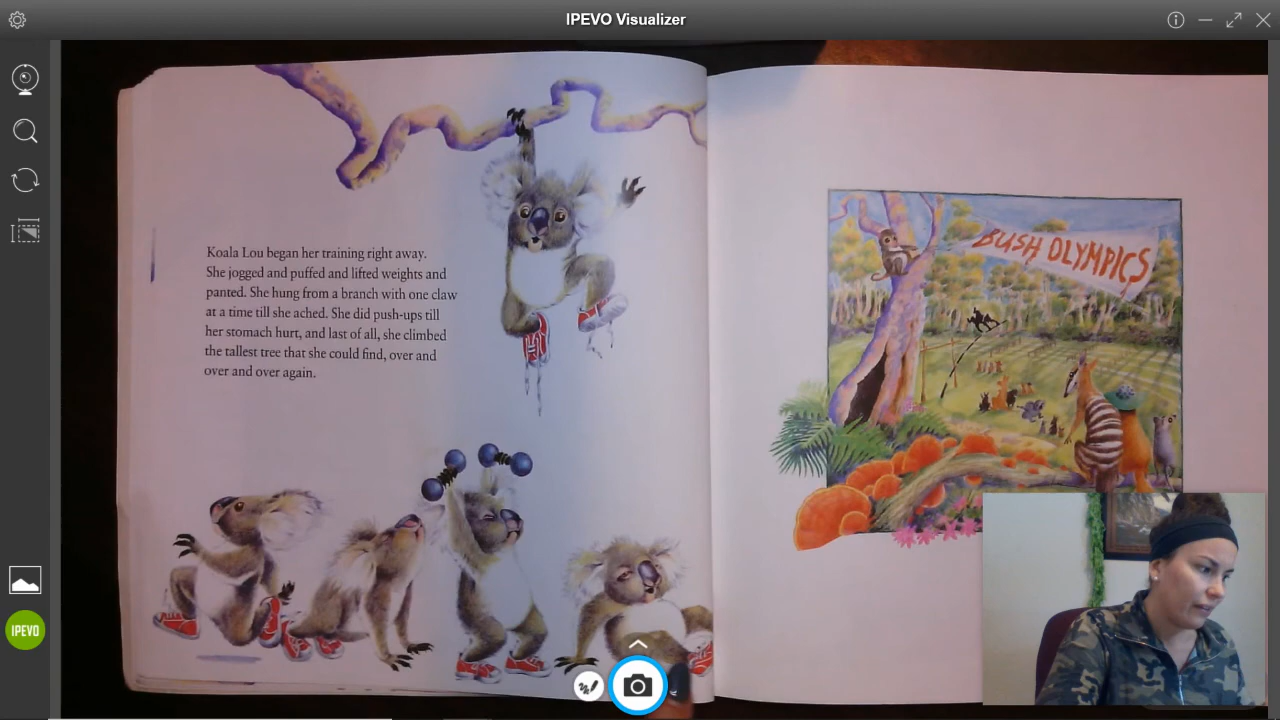 IPEVO Visualizer
Koala Lou began her training right away.
She jogged and puffed and lifted weights and
panted. She hung from a branch with one claw
at a time till she ached. She did push-ups till
her stomach hurt, and last of all, she climbed
the tallest tree that she could find, over and
over and over again.
BUSH OLYMPICS
IPEVO